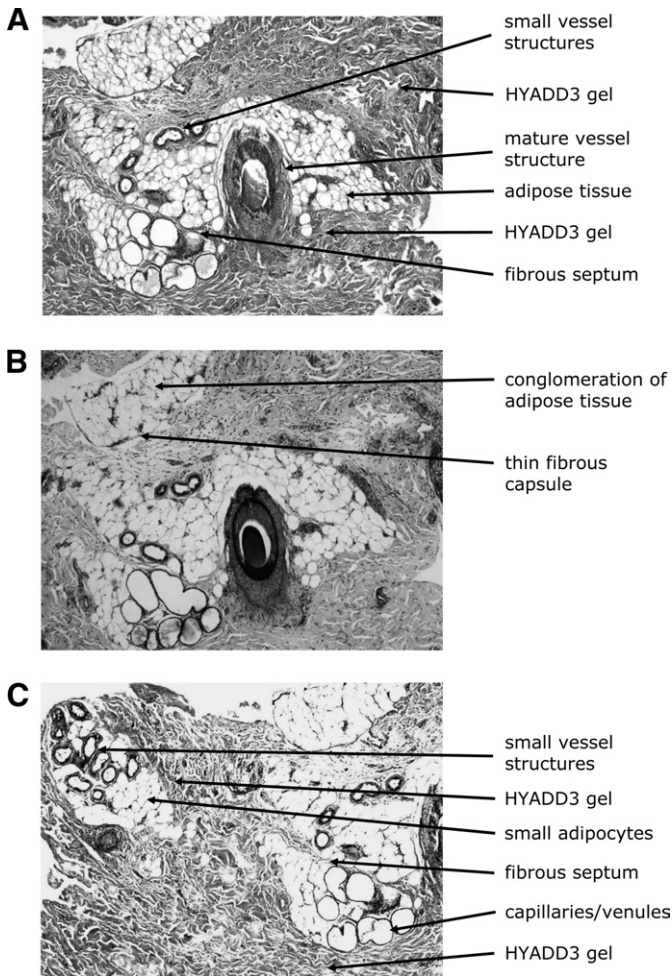 A
small vessel
structures
HYADD3 gel
mature vessel
structure
adipose tissue
HYADD3 gel
fibrous septum
B
conglomeration of
adipose tissue
thin fibrous
capsule
C
small vessel
structures
HYADD3 gel
small adipocytes
fibrous septum
capillaries/venules
HYADD3 gel